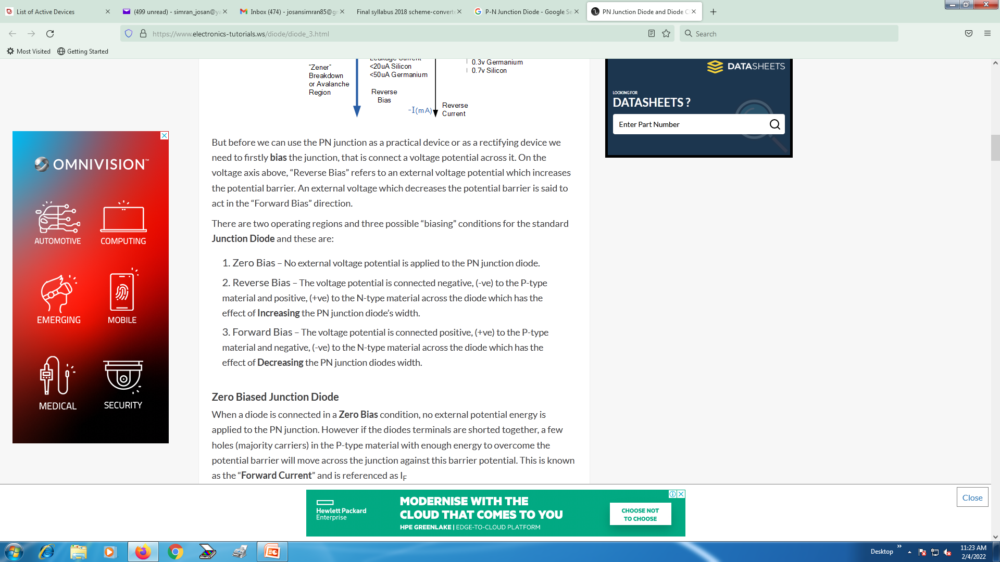 List of Active Devices
(499 unread) - simran_josan@y
Inbox (474) - josansimran85@g
Final syllabus 2018 scheme-converte
P-N Junction Diode - Google Se
PN Junction Diode and Diode C
https://www.electronics-tutorials.ws/diode/diode_3.html
Search
Most Visited
Getting Started
"Zener"
Breakdown
or Avalanche
Region
Leakage Current
<20uA Silicon
<50uA Germanium
Reverse
Bias
-I(mA)
0.3v Germanium
0.7v Silicon
Reverse
Current
But before we can use the PN junction as a practical device or as a rectifying device we
need to firstly bias the junction, that is connect a voltage potential across it. On the
voltage axis above, “Reverse Bias” refers to an external voltage potential which increases
the potential barrier. An external voltage which decreases the potential barrier is said to
act in the “Forward Bias” direction.
There are two operating regions and three possible “biasing” conditions for the standard
Junction Diode and these are:
1. Zero Bias – No external voltage potential is applied to the PN junction diode.
2. Reverse Bias – The voltage potential is connected negative, (-ve) to the P-type
material and positive, (+ve) to the N-type material across the diode which has the
effect of Increasing the PN junction diode’s width.
3. Forward Bias – The voltage potential is connected positive, (+ve) to the P-type
material and negative, (-ve) to the N-type material across the diode which has the
effect of Decreasing the PN junction diodes width.
Zero Biased Junction Diode
When a diode is connected in a Zero Bias condition, no external potential energy is
applied to the PN junction. However if the diodes terminals are shorted together, a few
holes (majority carriers) in the P-type material with enough energy to overcome the
potential barrier will move across the junction against this barrier potential. This is known
as the “Forward Current” and is referenced as IF
OMNIVISION™
AUTOMOTIVE
COMPUTING
EMERGING
MOBILE
MEDICAL
SECURITY
DATASHEETS
LOOKING FOR
DATASHEETS ?
Enter Part Number
Hewlett Packard
Enterprise
MODERNISE WITH THE
CLOUD THAT COMES TO YOU
HPE GREENLAKE | EDGE-TO-CLOUD PLATFORM
CHOOSE NOT
TO CHOOSE
Close
Desktop
11:23 AM
2/4/2022